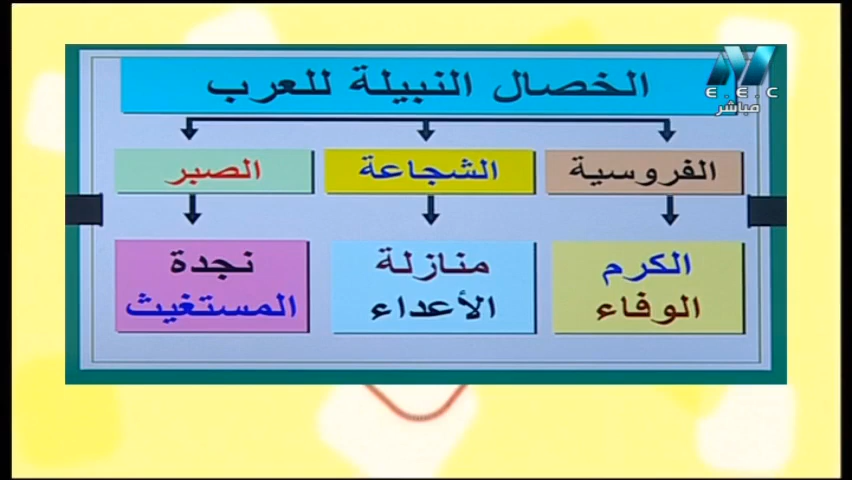 الخصال النبيلة للعرب
E.E.C
مباشر
الفروسية
الشجاعة
الصبر
الكرم
الوفاء
منازلة
الأعداء
نجدة
المستغيث